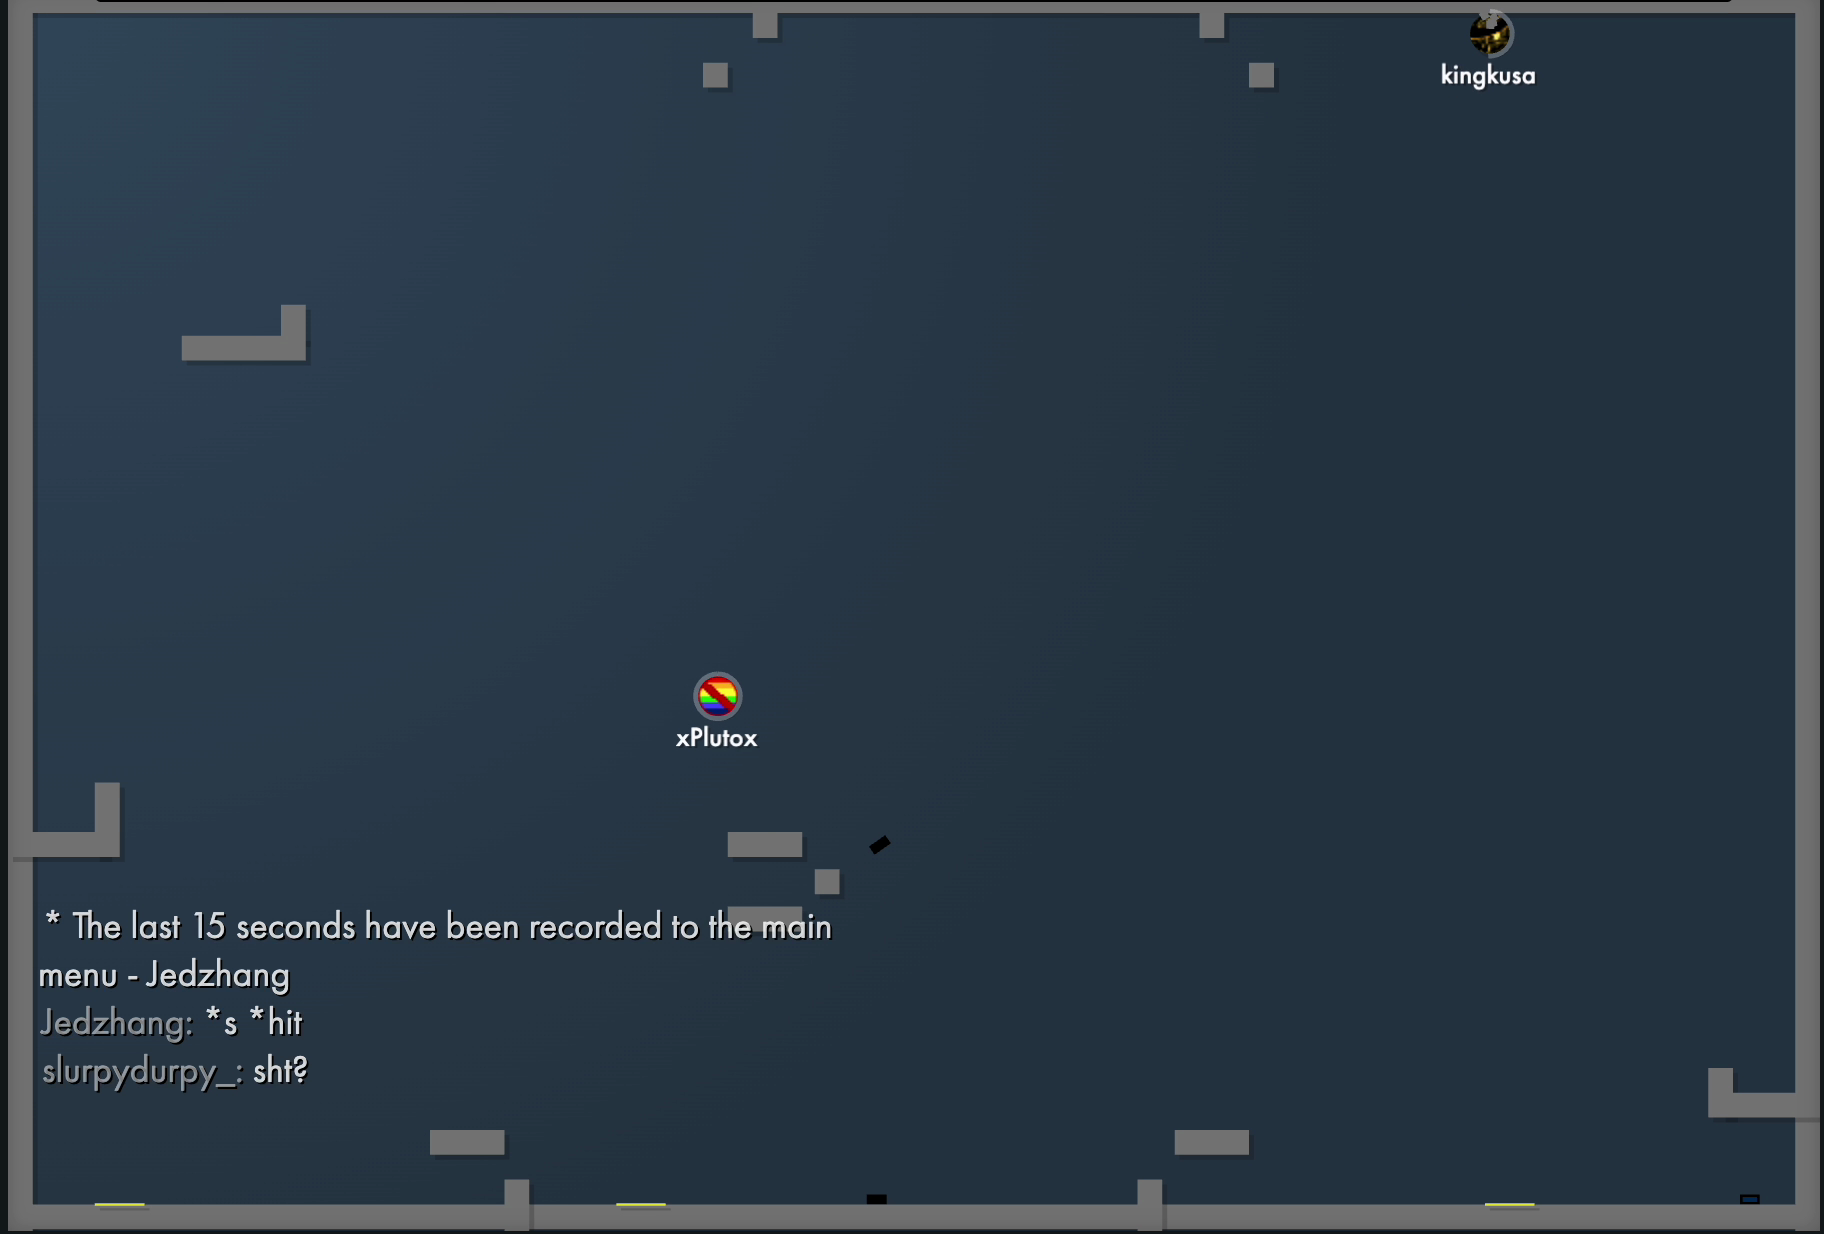 kingkusa
xPlutox
* The last 15 seconds have been recorded to the main
menu - Jedzhang
Jedzhang: *s *hit
slurpydurpy_: sht?